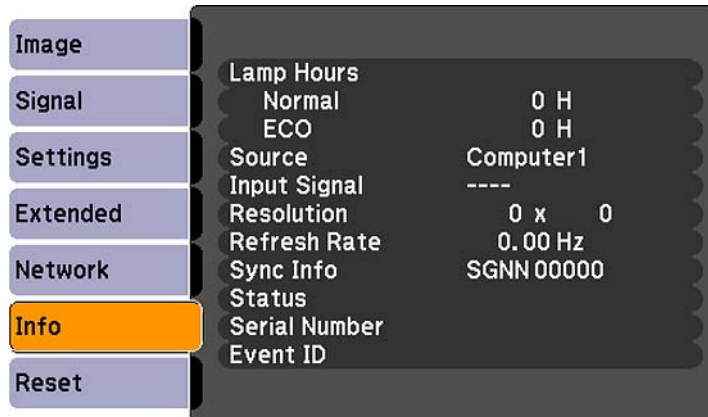 Image
Signal
Settings
Extended
Network
Info
Reset
Lamp Hours
Normal 0 H
ECO 0 H
Source Computer1
Input Signal ----
Resolution 0 x 0
Refresh Rate 0.00 Hz
Sync Info SGNN 00000
Status
Serial Number
Event ID